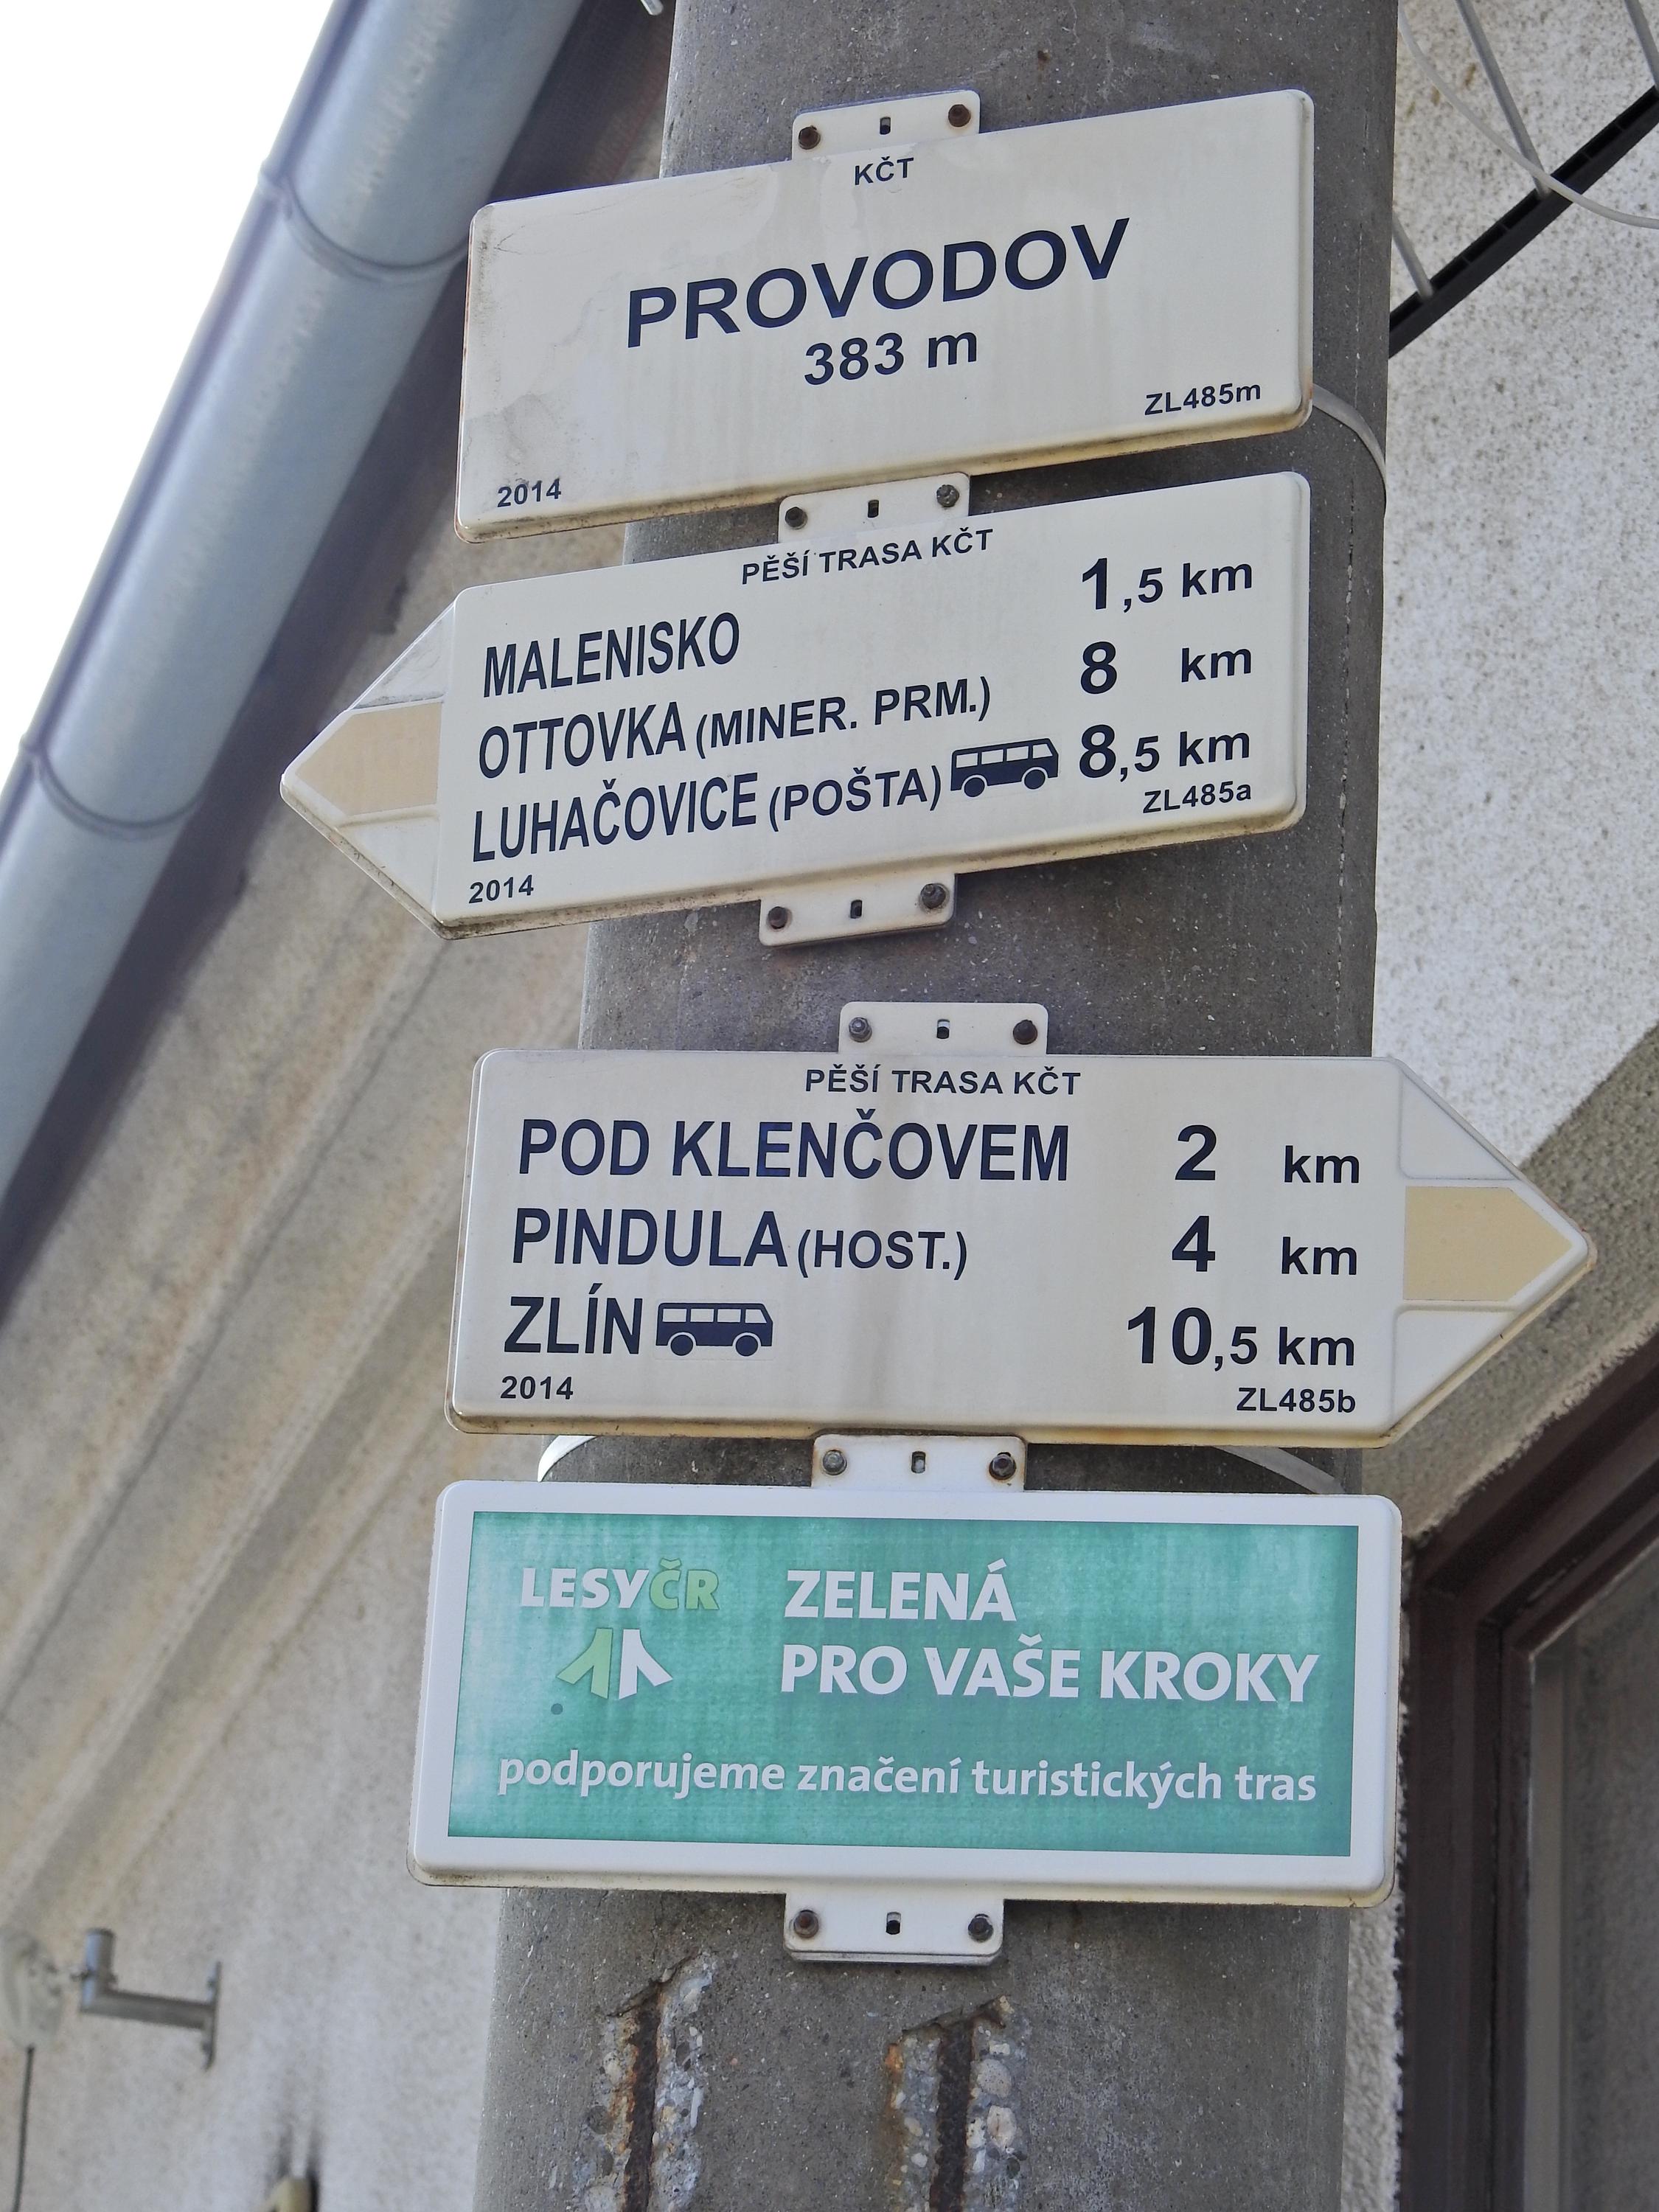 KČT
PROVODOV
383 m
ZL485m
2014
PĚŠÍ TRASA KČT
MALENISKO 1,5 km
OTTOVKA (MINER. PRM.) 8 km
LUHAČOVICE (POŠTA) 8,5 km
2014 ZL485a
PĚŠÍ TRASA KČT
POD KLENČOVEM 2 km
PINDULA (HOST.) 4 km
ZLÍN 10,5 km
2014 ZL485b
LESYČR
ZELENÁ
PRO VAŠE KROKY
podporujeme značení turistických tras